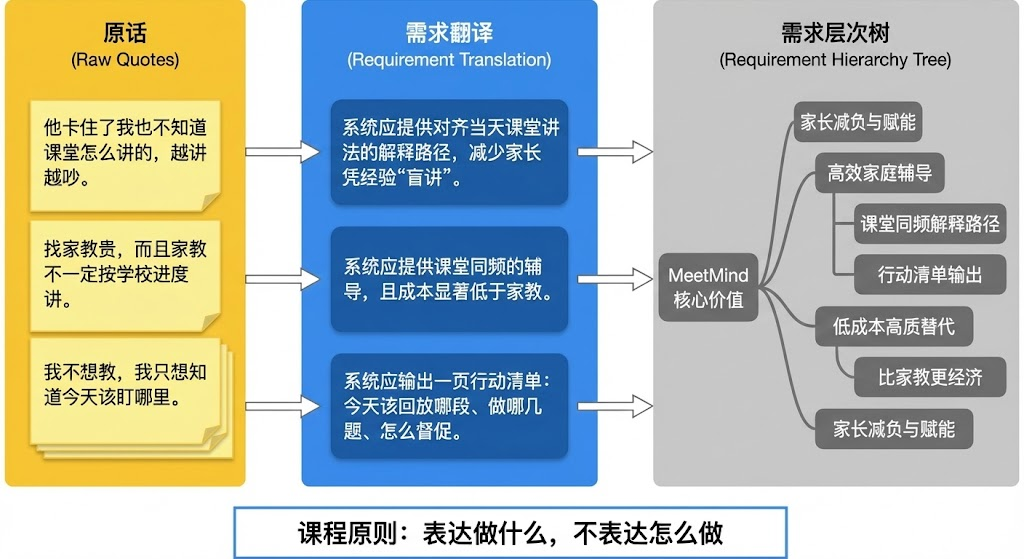 原话
(Raw Quotes)
他卡住了我也不知道
课堂怎么讲的，越讲
越吵。
找家教贵，而且家教
不一定按学校进度
讲。
我不想教，我只想知
道今天该盯哪里。
需求翻译
(Requirement Translation)
系统应提供对齐当天课堂讲
法的解释路径，减少家长
凭经验“盲讲”。
系统应提供课堂同频的辅
导，且成本显著低于家教。
系统应输出一页行动清单：
今天该回放哪段、做哪几
题、怎么督促。
需求层次树
(Requirement Hierarchy Tree)
MeetMind
核心价值
家长减负与赋能
高效家庭辅导
课堂同频解释路径
行动清单输出
低成本高质替代
比家教更经济
家长减负与赋能
课程原则：表达做什么，不表达怎么做